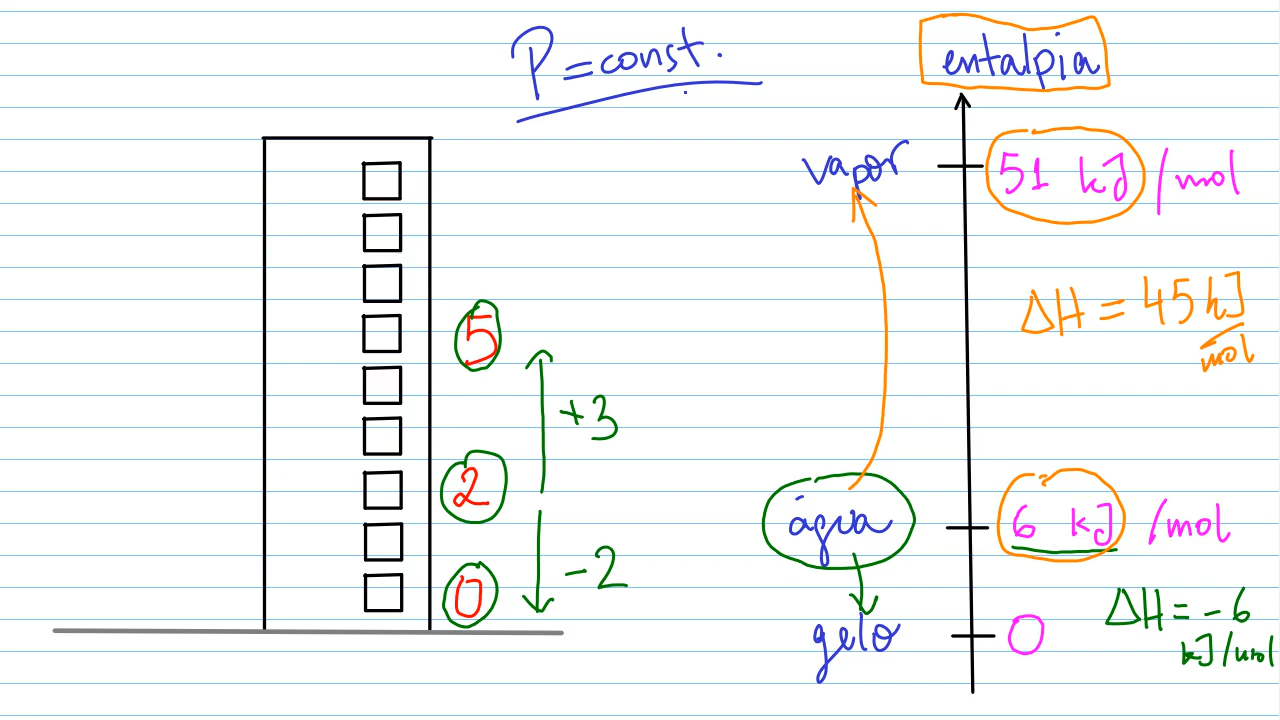 P=const.
entalpia
vapor
51 kJ/mol
5
ΔH = 45 kJ
mol
+3
2
água
6 kJ /mol
-2
0
gelo
0
ΔH = -6
kJ/mol